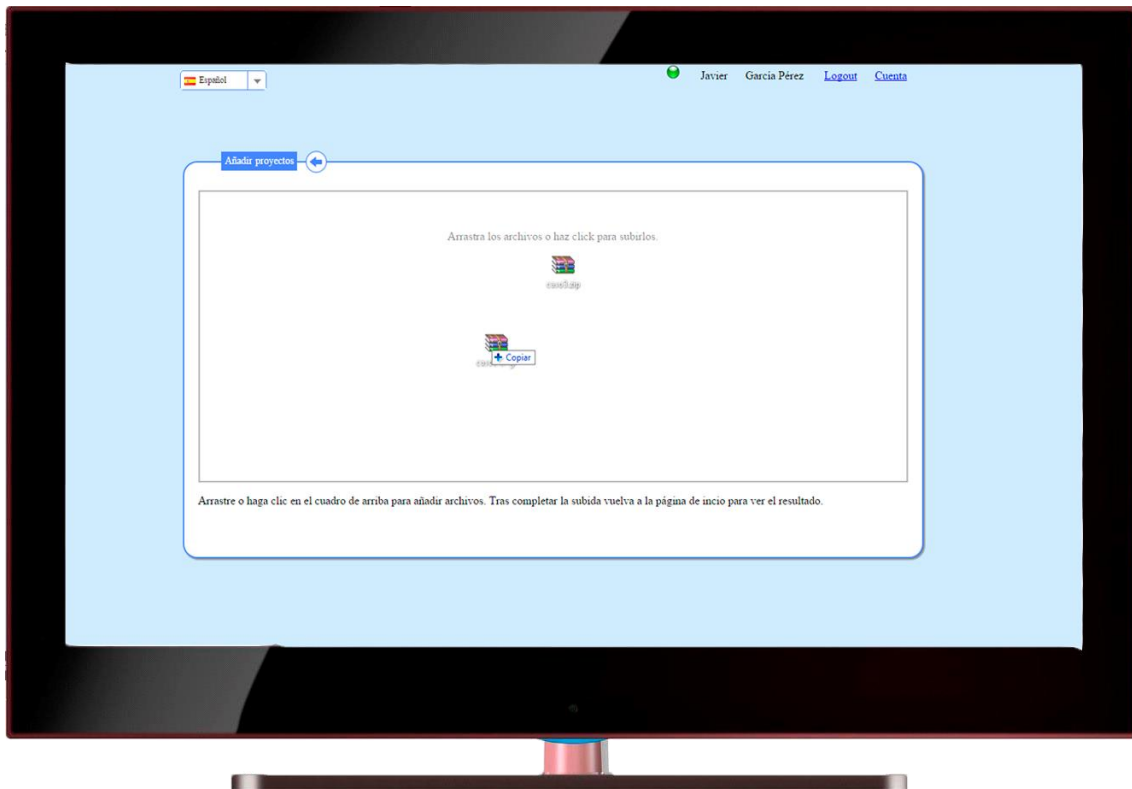 Español
Javier García Pérez Logout Cuenta
Añadir proyectos
Arrastra los archivos o haz click para subirlos.
Copiar
Arrastre o haga clic en el cuadro de arriba para añadir archivos. Tras completar la subida vuelva a la página de incio para ver el resultado.